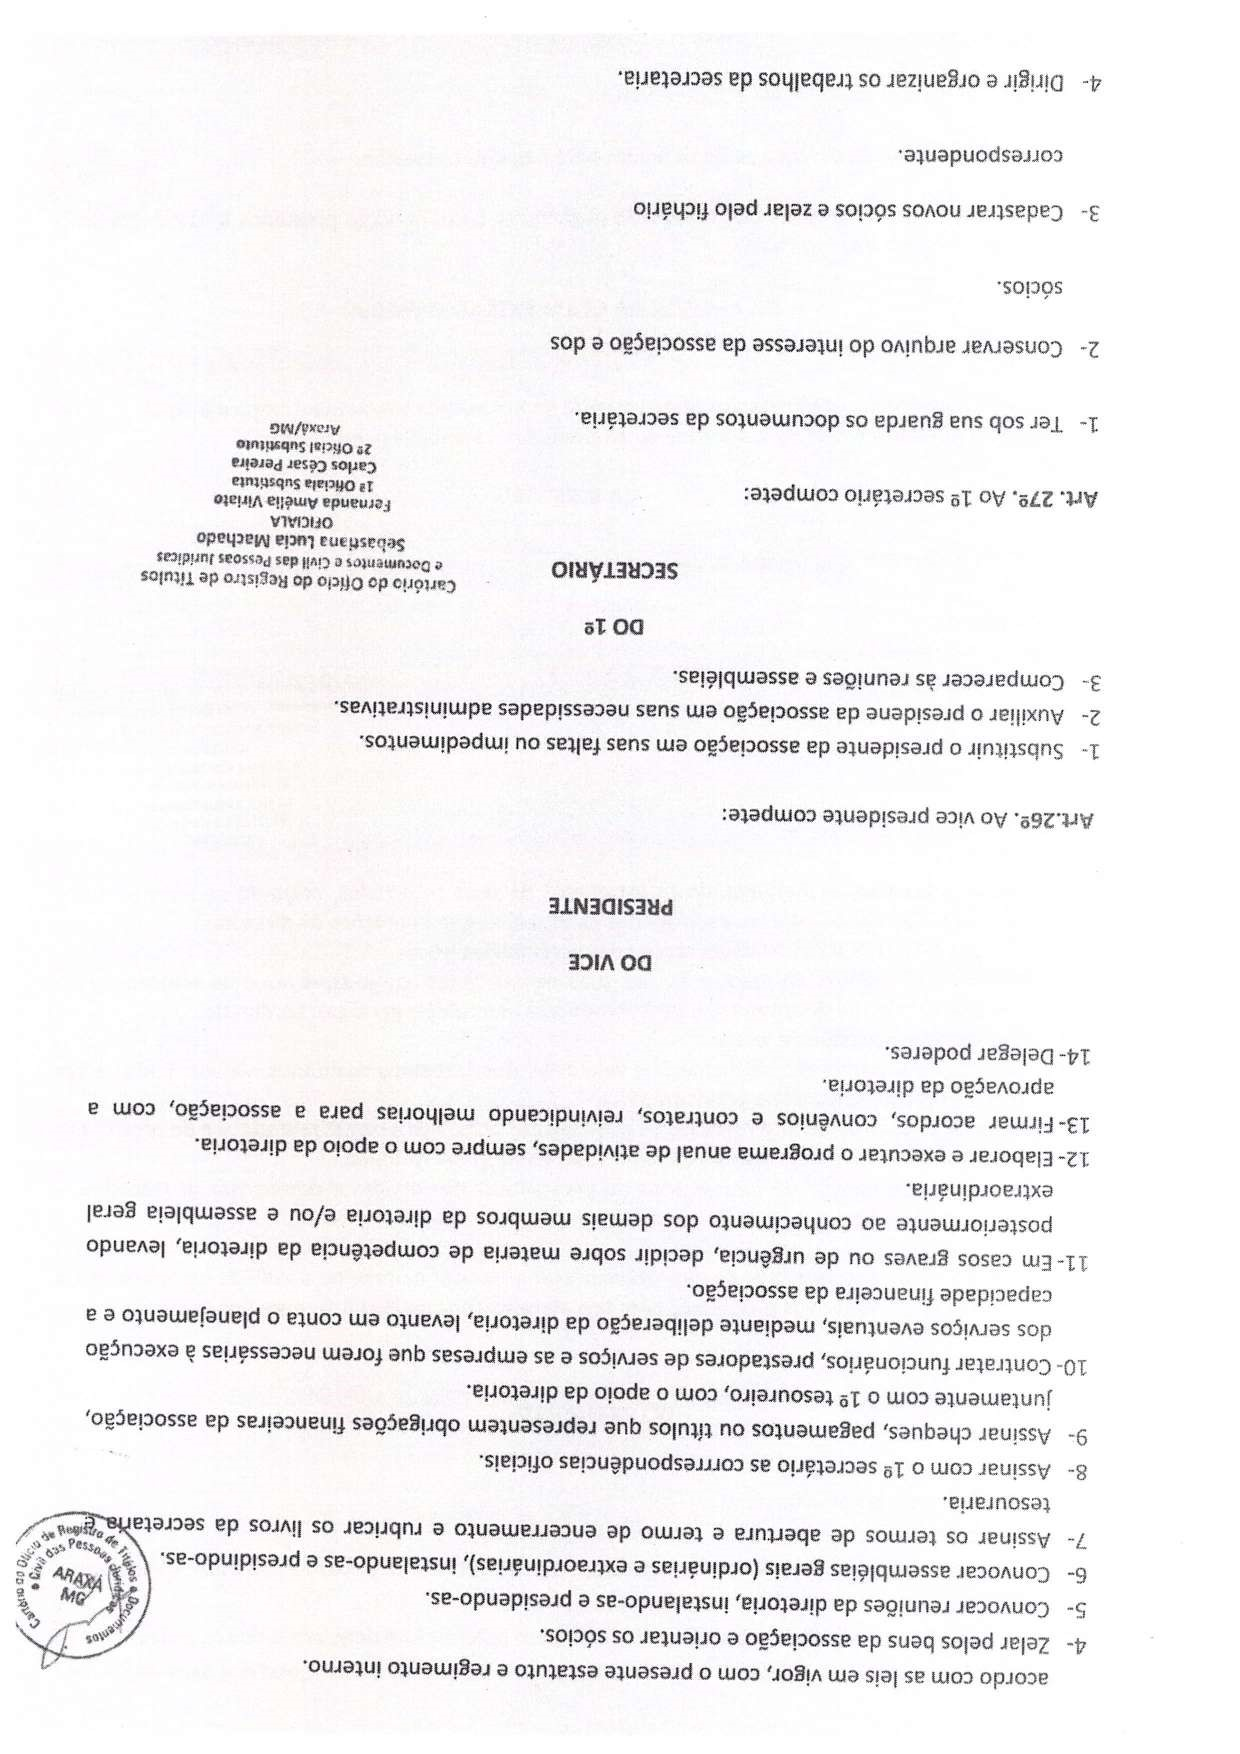 acordo com as leis em vigor, com o presente estatuto e regimento interno.
4- Zelar pelos bens da associação e orientar os sócios.
5- Convocar reuniões da diretoria, instalando-as e presidendo-as.
6- Convocar assembléias gerais (ordinárias e extraordinárias), instalando-as e presidindo-as.
7- Assinar os termos de abertura e termo de encerramento e rubricar os livros da secretaria e
tesouraria.
8- Assinar com o 1º secretário as corrrespondências oficiais.
9- Assinar cheques, pagamentos ou títulos que representem obrigações financeiras da associação,
juntamente com o 1º tesoureiro, com o apoio da diretoria.
10- Contratar funcionários, prestadores de serviços e as empresas que forem necessárias à execução
dos serviços eventuais, mediante deliberação da diretoria, levanto em conta o planejamento e a
capacidade financeira da associação.
11- Em casos graves ou de urgência, decidir sobre materia de competência da diretoria, levando
posteriormente ao conhecimento dos demais membros da diretoria e/ou e assembleia geral
extraordinária.
12- Elaborar e executar o programa anual de atividades, sempre com o apoio da diretoria.
13- Firmar acordos, convênios e contratos, reivindicando melhorias para a associação, com a
aprovação da diretoria.
14- Delegar poderes.
DO VICE
PRESIDENTE
Art.26º. Ao vice presidente compete:
1- Substituir o presidente da associação em suas faltas ou impedimentos.
2- Auxiliar o presidene da associação em suas necessidades administrativas.
3- Comparecer às reuniões e assembléias.
DO 1º
SECRETÁRIO
Art. 27º. Ao 1º secretário compete:
1- Ter sob sua guarda os documentos da secretária.
2- Conservar arquivo do interesse da associação e dos
sócios.
3- Cadastrar novos sócios e zelar pelo fichário
correspondente.
4- Dirigir e organizar os trabalhos da secretaria.
Cartório do Ofício do Registro de Títulos
e Documentos e Civil das Pessoas Jurídicas
Sebastiana Lucia Machado
OFICIALA
Fernanda Amélia Viriato
1ª Oficiala Substituta
Carlos César Pereira
2º Oficial Substituto
Araxá/MG
Cartório do Ofício de Registro de Títulos e Documentos
e Civil das Pessoas Jurídicas
ARAXÁ
MG